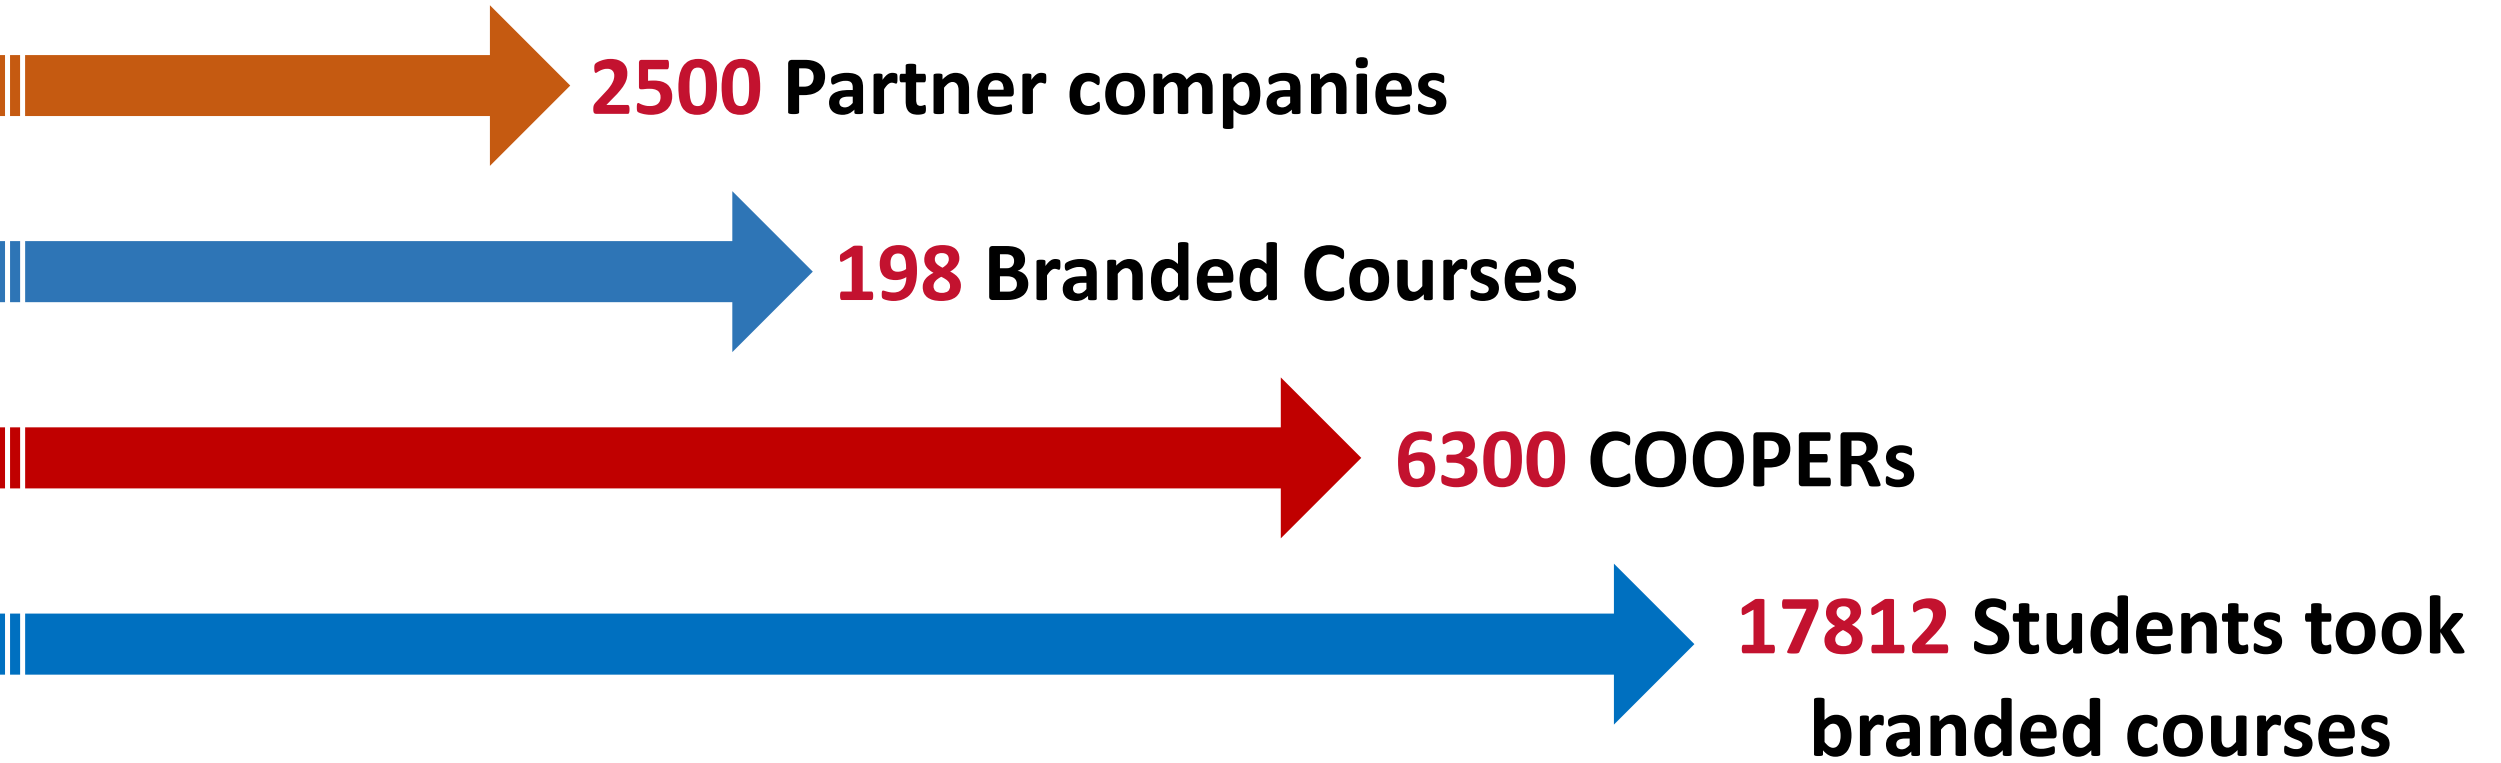 2500 Partner companies
198 Branded Courses
6300 COOPERs
17812 Students took
branded courses